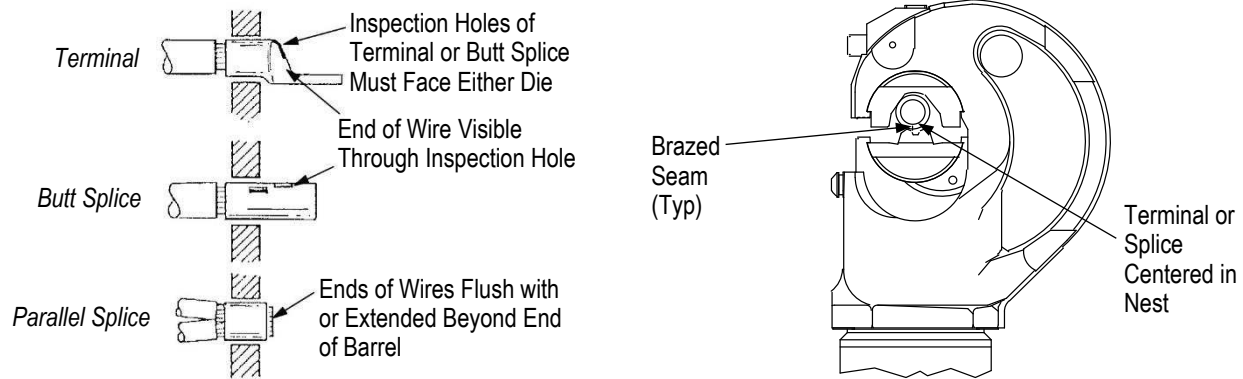 Terminal
Inspection Holes of
Terminal or Butt Splice
Must Face Either Die
End of Wire Visible
Through Inspection Hole
Butt Splice
Parallel Splice
Ends of Wires Flush with
or Extended Beyond End
of Barrel
Brazed
Seam
(Typ)
Terminal or
Splice
Centered in
Nest